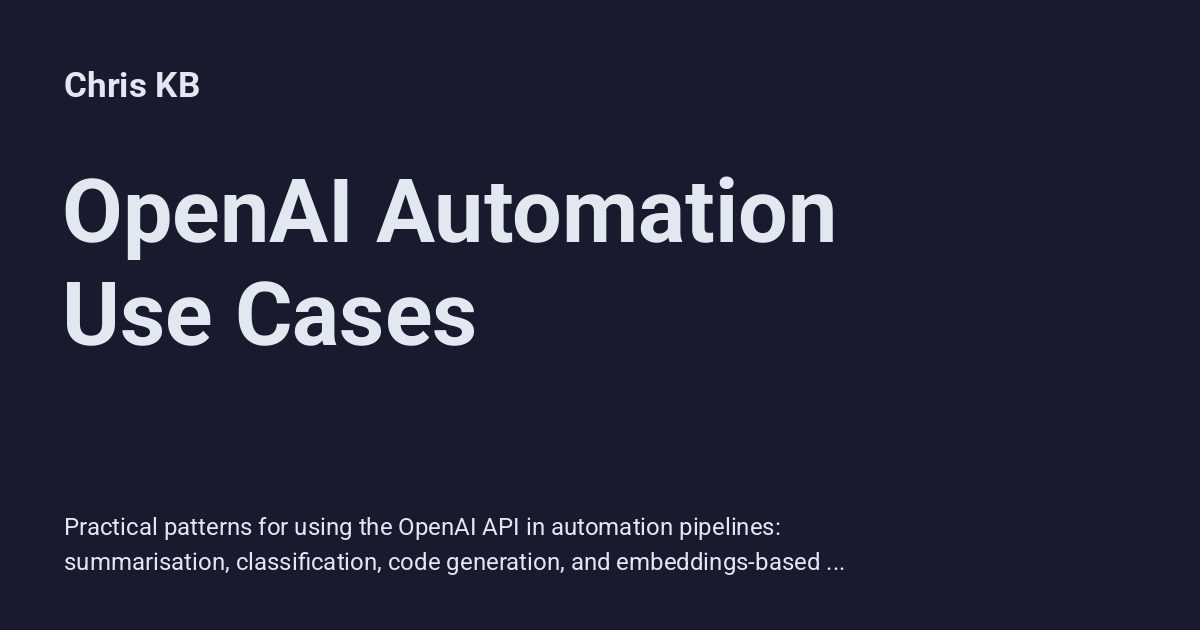 Chris KB
OpenAI Automation
Use Cases
Practical patterns for using the OpenAI API in automation pipelines:
summarisation, classification, code generation, and embeddings-based ...